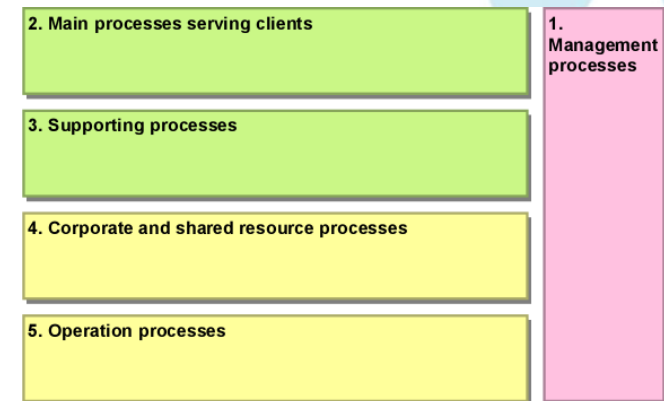 2. Main processes serving clients
1.
Management
processes
3. Supporting processes
4. Corporate and shared resource processes
5. Operation processes